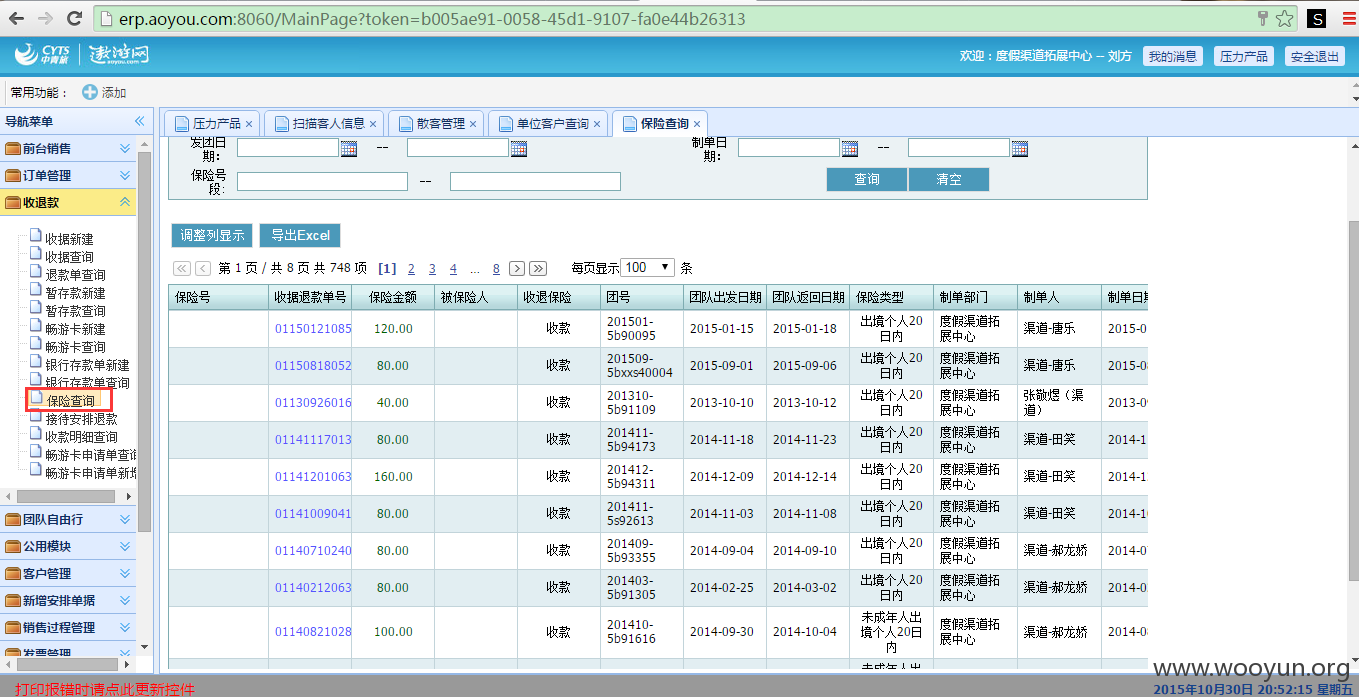 erp.aoyou.com:8060/MainPage?token=b005ae91-0058-45d1-9107-fa0e44b26313
CYTS 中青旅 遨游网 aoyou.com 欢迎：度假渠道拓展中心 -- 刘方 我的消息 压力产品 安全退出
常用功能： 添加
导航菜单
前台销售
订单管理
收退款
收据新建
收据查询
退款单查询
暂存款新建
暂存款查询
畅游卡新建
畅游卡查询
银行存款单新建
银行存款单查询
保险查询
接待安排退款
收款明细查询
畅游卡申请单查询
畅游卡申请单新增
团队自由行
公用模块
客户管理
新增安排单据
销售过程管理
发票管理
压力产品 × 扫描客人信息 × 散客管理 × 单位客户查询 × 保险查询 ×
发团日期： -- 制单日期： --
保险号段： -- 查询 清空
调整列显示 导出Excel
第 1 页 / 共 8 页 共 748 项 [1] 2 3 4 ... 8 每页显示 100 条
保险号 收据退款单号 保险金额 被保险人 收退保险 团号 团队出发日期 团队返回日期 保险类型 制单部门 制单人 制单日期
01150121085 120.00 收款 201501-5b90095 2015-01-15 2015-01-18 出境个人20日内 度假渠道拓展中心 渠道-唐乐 2015-0
01150818052 80.00 收款 201509-5bxxs40004 2015-09-01 2015-09-06 出境个人20日内 度假渠道拓展中心 渠道-唐乐 2015-0
01130926016 40.00 收款 201310-5b91109 2013-10-10 2013-10-12 出境个人20日内 度假渠道拓展中心 张敬煜（渠道） 2013-0
01141117013 80.00 收款 201411-5b94173 2014-11-18 2014-11-23 出境个人20日内 度假渠道拓展中心 渠道-田笑 2014-1
01141201063 160.00 收款 201412-5b94311 2014-12-09 2014-12-14 出境个人20日内 度假渠道拓展中心 渠道-田笑 2014-1
01141009041 80.00 收款 201411-5s92613 2014-11-03 2014-11-08 出境个人20日内 度假渠道拓展中心 渠道-田笑 2014-1
01140710240 80.00 收款 201409-5b93355 2014-09-04 2014-09-10 出境个人20日内 度假渠道拓展中心 渠道-郝龙娇 2014-0
01140212063 80.00 收款 201403-5b91305 2014-02-25 2014-03-02 出境个人20日内 度假渠道拓展中心 渠道-郝龙娇 2014-0
01140821028 100.00 收款 201410-5b91616 2014-09-30 2014-10-04 未成年人出境个人20日内 度假渠道拓展中心 渠道-郝龙娇 2014-0
未成年人出
www.wooyun.org
打印报错时请点此更新控件 2015年10月30日 20:52:15 星期五